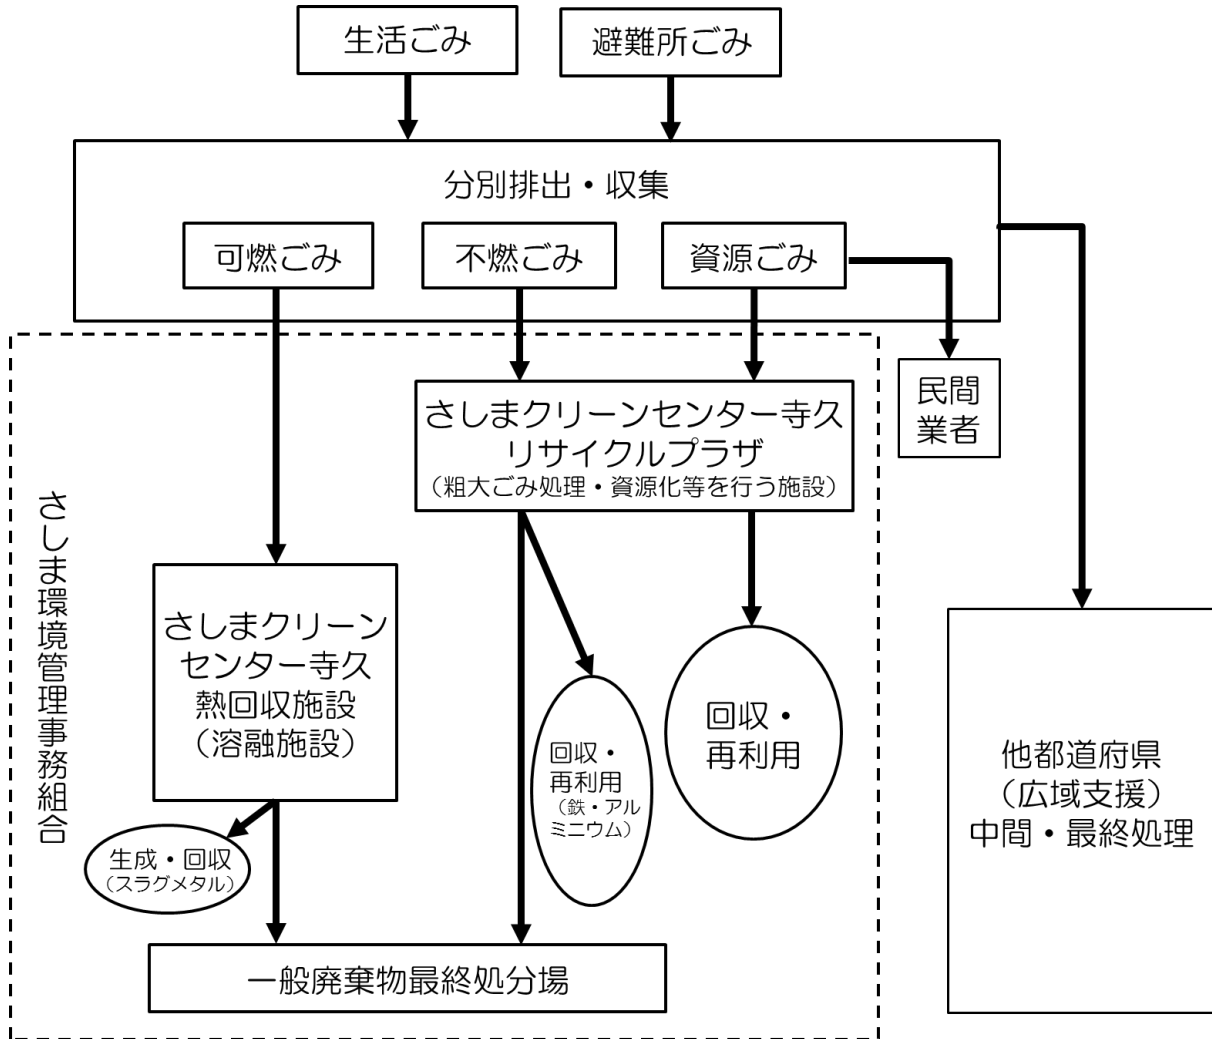 生活ごみ
避難所ごみ
分別排出・収集
可燃ごみ
不燃ごみ
資源ごみ
民間
業者
さしまクリーンセンター寺久
リサイクルプラザ
（粗大ごみ処理・資源化等を行う施設）
さしま環境管理事務組合
さしまクリーン
センター寺久
熱回収施設
（溶融施設）
回収・
再利用
（鉄・アル
ミニウム）
回収・
再利用
他都道府県
（広域支援）
中間・最終処理
生成・回収
（スラグメタル）
一般廃棄物最終処分場